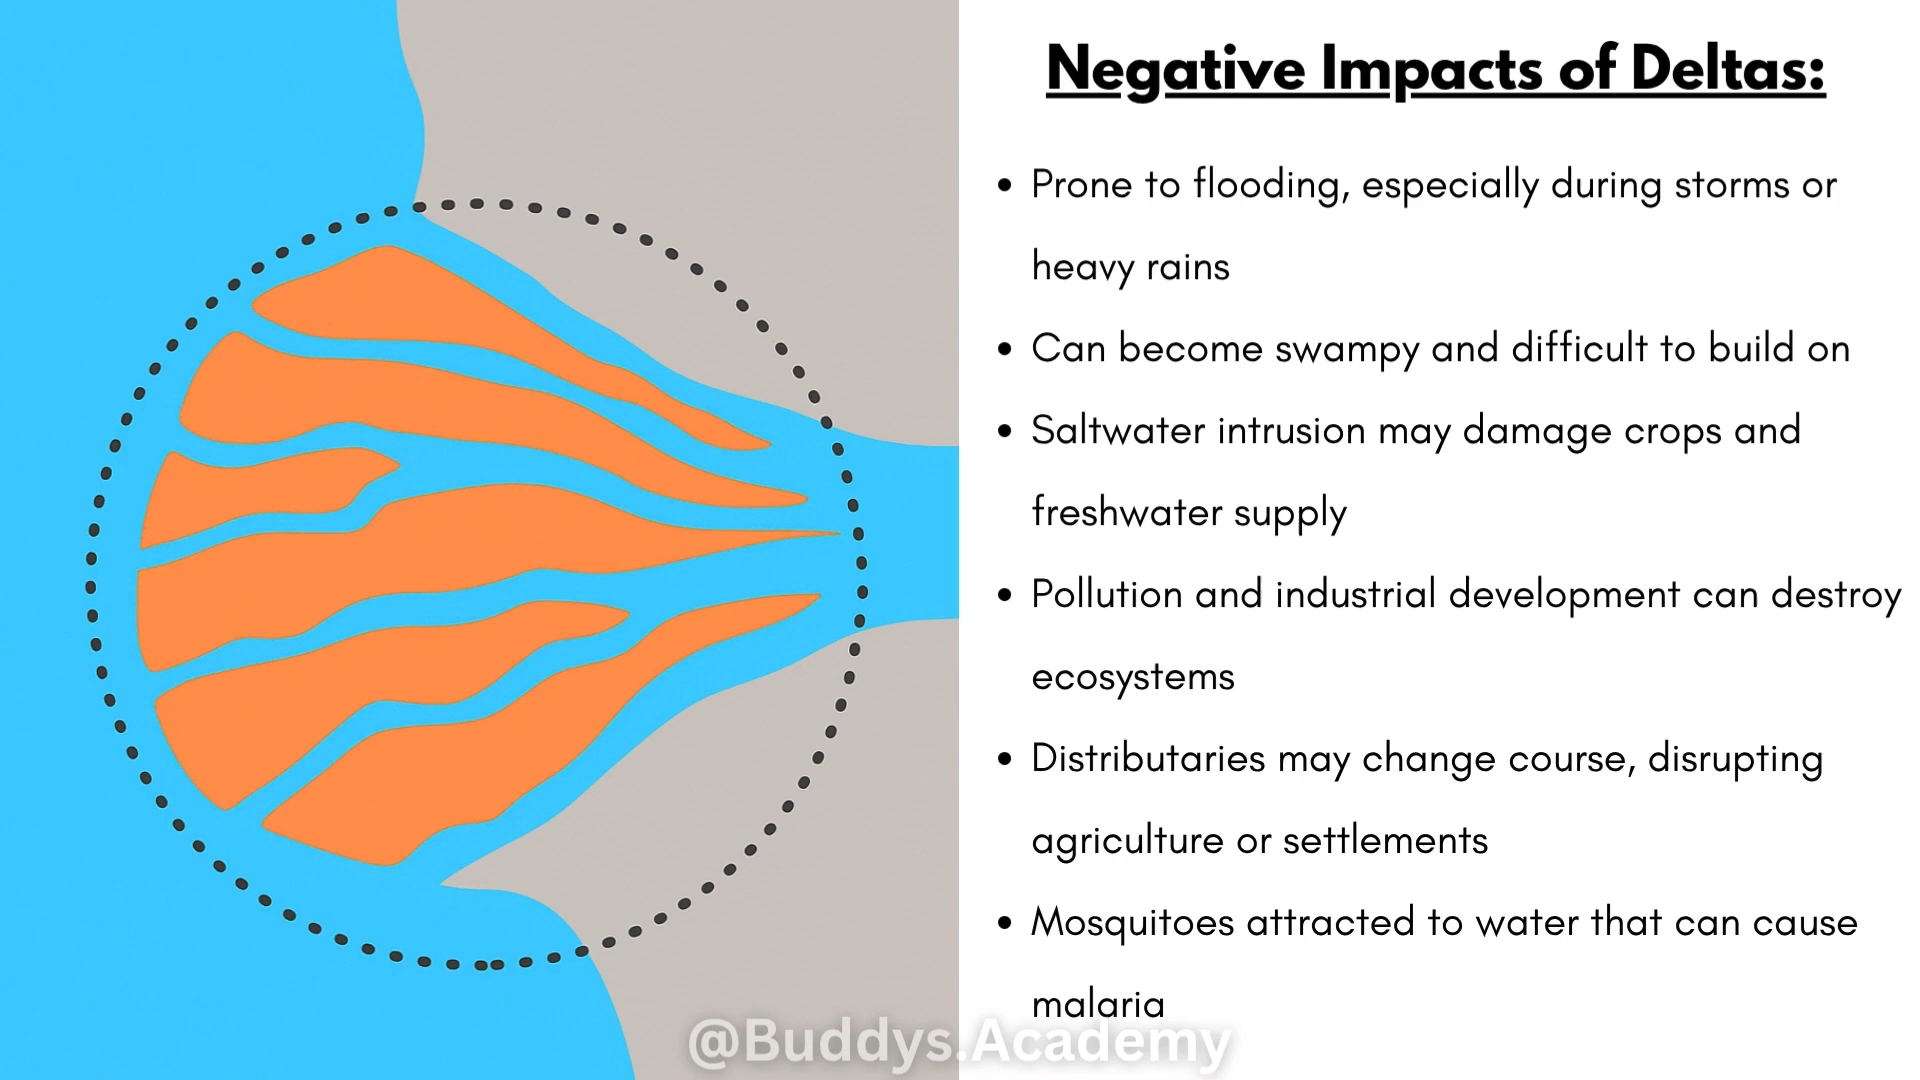 Negative Impacts of Deltas:
• Prone to flooding, especially during storms or
heavy rains
• Can become swampy and difficult to build on
• Saltwater intrusion may damage crops and
freshwater supply
• Pollution and industrial development can destroy
ecosystems
• Distributaries may change course, disrupting
agriculture or settlements
• Mosquitoes attracted to water that can cause
malaria
@Buddys.Academy